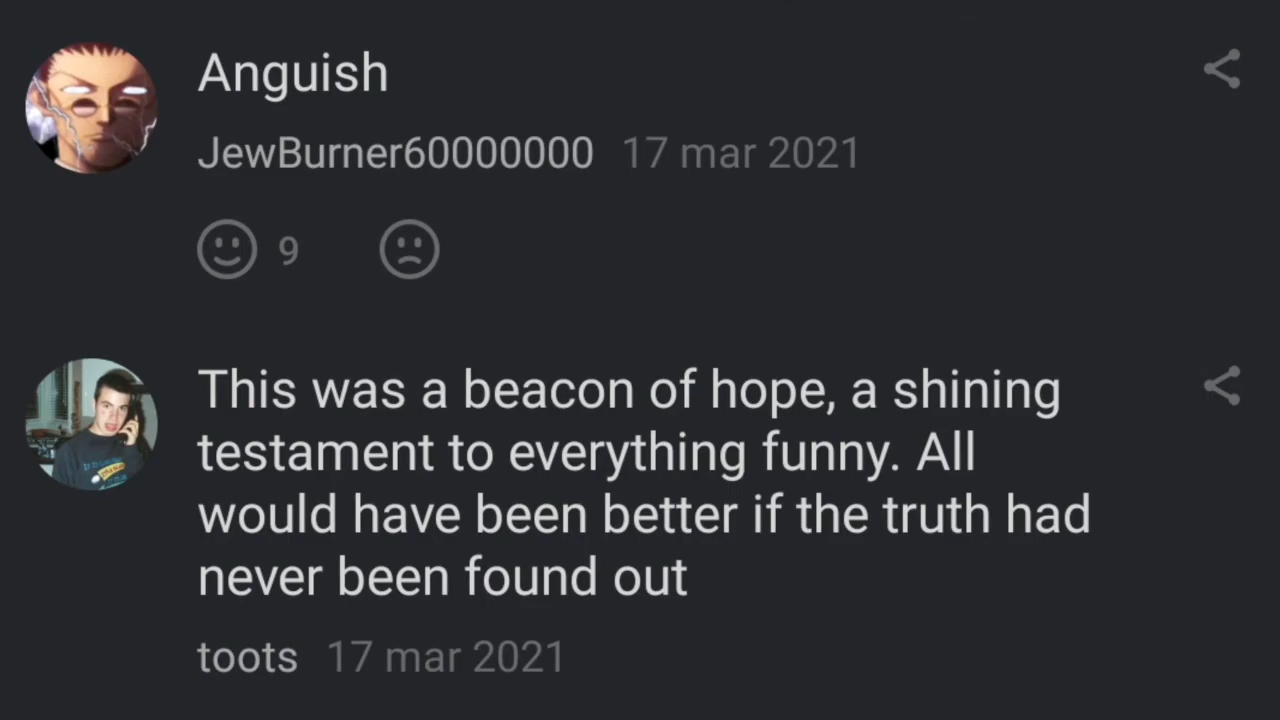 Anguish
JewBurner60000000 17 mar 2021
9
This was a beacon of hope, a shining
testament to everything funny. All
would have been better if the truth had
never been found out
toots 17 mar 2021